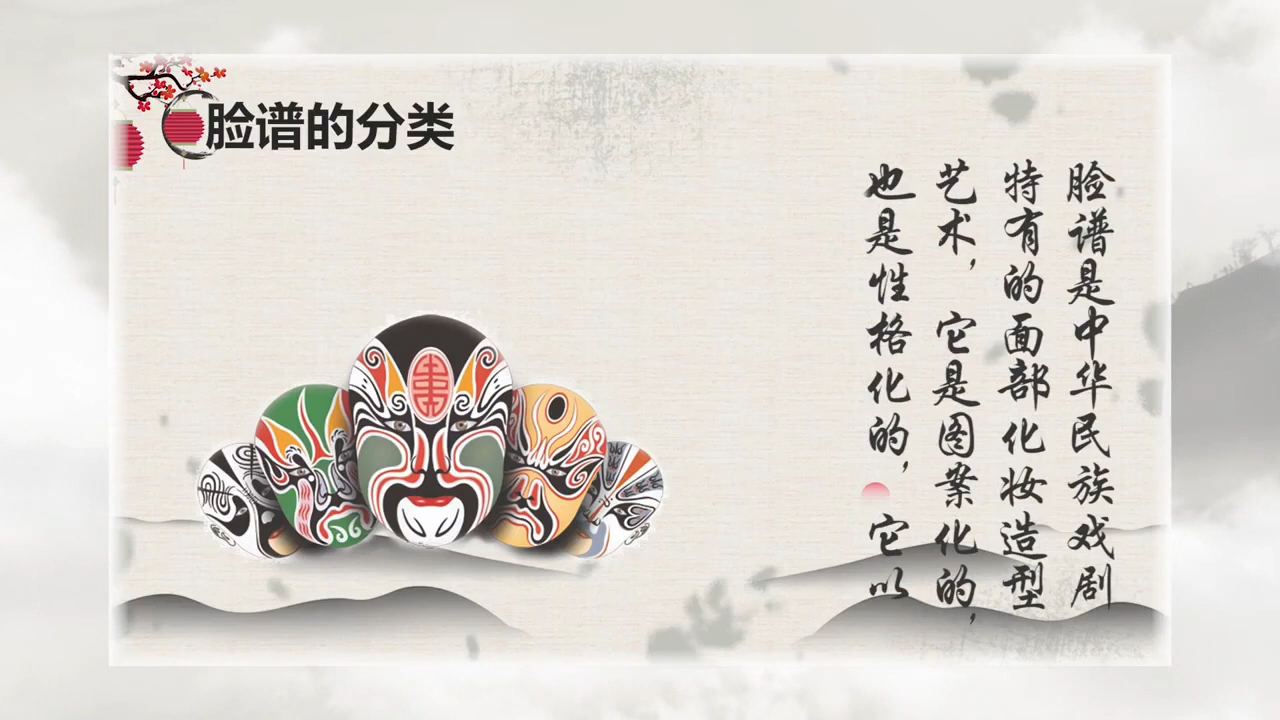 脸谱的分类
脸谱是中华民族戏剧
特有的面部化妆造型
艺术，它是图案化的，
也是性格化的，它以